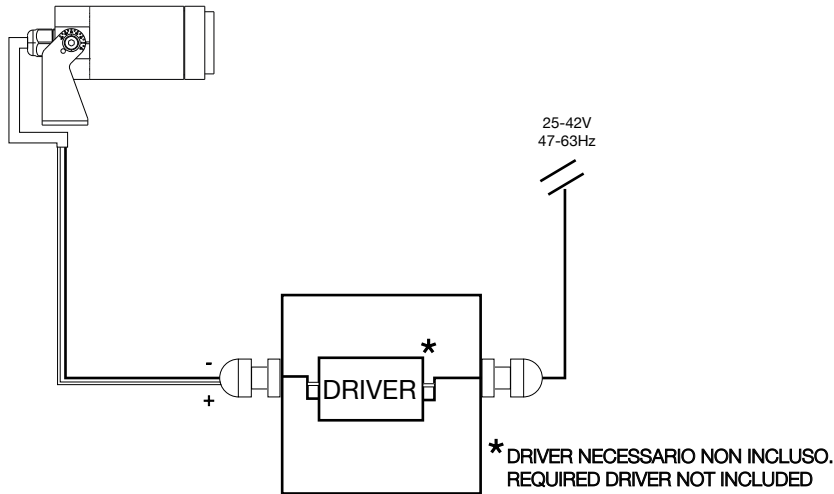 25-42V
47-63Hz
-
+
*
DRIVER
* DRIVER NECESSARIO NON INCLUSO.
REQUIRED DRIVER NOT INCLUDED